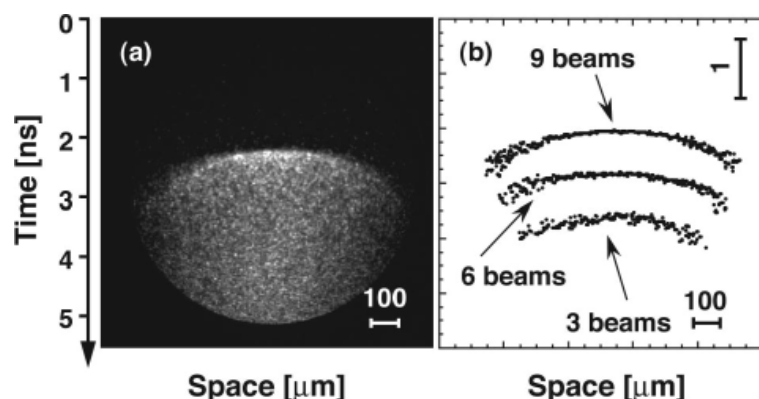 0
1
2
3
4
5
Time [ns]
(a)
100
Space [μm]
(b)
1
9 beams
6 beams
3 beams
100
Space [μm]